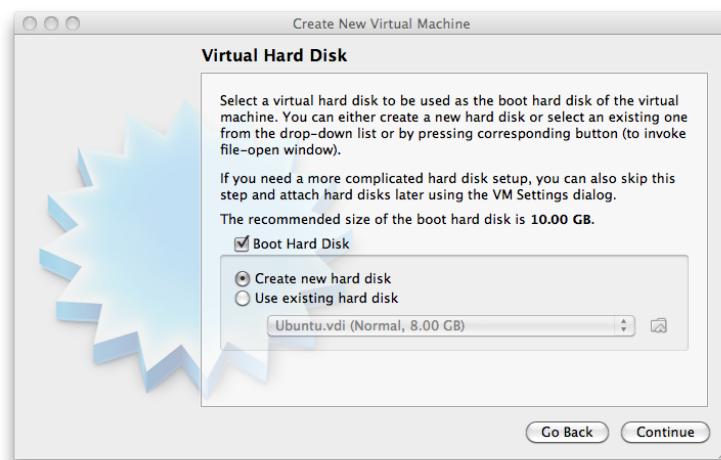 Create New Virtual Machine
Virtual Hard Disk
Select a virtual hard disk to be used as the boot hard disk of the virtual
machine. You can either create a new hard disk or select an existing one
from the drop-down list or by pressing corresponding button (to invoke
file-open window).
If you need a more complicated hard disk setup, you can also skip this
step and attach hard disks later using the VM Settings dialog.
The recommended size of the boot hard disk is 10.00 GB.
Boot Hard Disk
Create new hard disk
Use existing hard disk
Ubuntu.vdi (Normal, 8.00 GB)
Go Back Continue